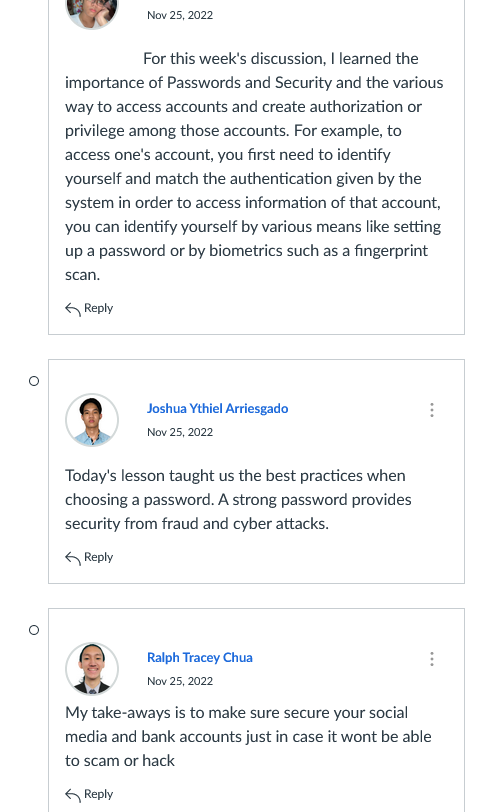 Nov 25, 2022
For this week's discussion, I learned the
importance of Passwords and Security and the various
way to access accounts and create authorization or
privilege among those accounts. For example, to
access one's account, you first need to identify
yourself and match the authentication given by the
system in order to access information of that account,
you can identify yourself by various means like setting
up a password or by biometrics such as a fingerprint
scan.
Reply
Joshua Ythiel Arriesgado
Nov 25, 2022
Today's lesson taught us the best practices when
choosing a password. A strong password provides
security from fraud and cyber attacks.
Reply
Ralph Tracey Chua
Nov 25, 2022
My take-aways is to make sure secure your social
media and bank accounts just in case it wont be able
to scam or hack
Reply